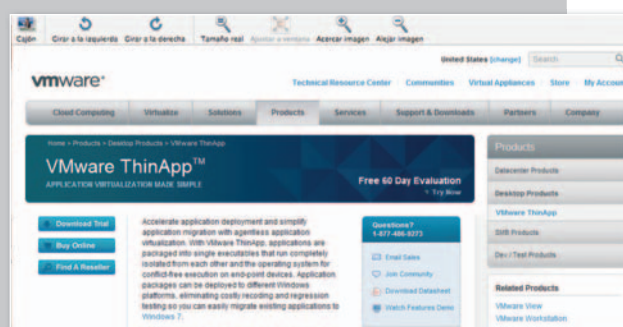 Cajón Girar a la izquierda Girar a la derecha Tamaño real Ajustar a ventana Acercar imagen Alejar imagen
United States [change] Search
vmware
Technical Resource Center Communities Virtual Appliances Store My Accoun
Cloud Computing Virtualize Solutions Products Services Support & Downloads Partners Company
Home > Products > Desktop Products > VMware ThinApp
VMware ThinApp™
APPLICATION VIRTUALIZATION MADE SIMPLE
Free 60 Day Evaluation
Try Now
Download Trial
Buy Online
Find A Reseller
Accelerate application deployment and simplify
application migration with agentless application
virtualization. With VMware ThinApp, applications are
packaged into single executables that run completely
isolated from each other and the operating system for
conflict-free execution on end-point devices. Application
packages can be deployed to different Windows
platforms, eliminating costly recoding and regression
testing so you can easily migrate existing applications to
Windows 7.
Questions?
1-877-486-9273
Email Sales
Join Community
Download Datasheet
Watch Features Demo
Products
Datacenter Products
Desktop Products
VMware ThinApp
SMB Products
Dev / Test Products
Related Products
VMware View
VMware Workstation